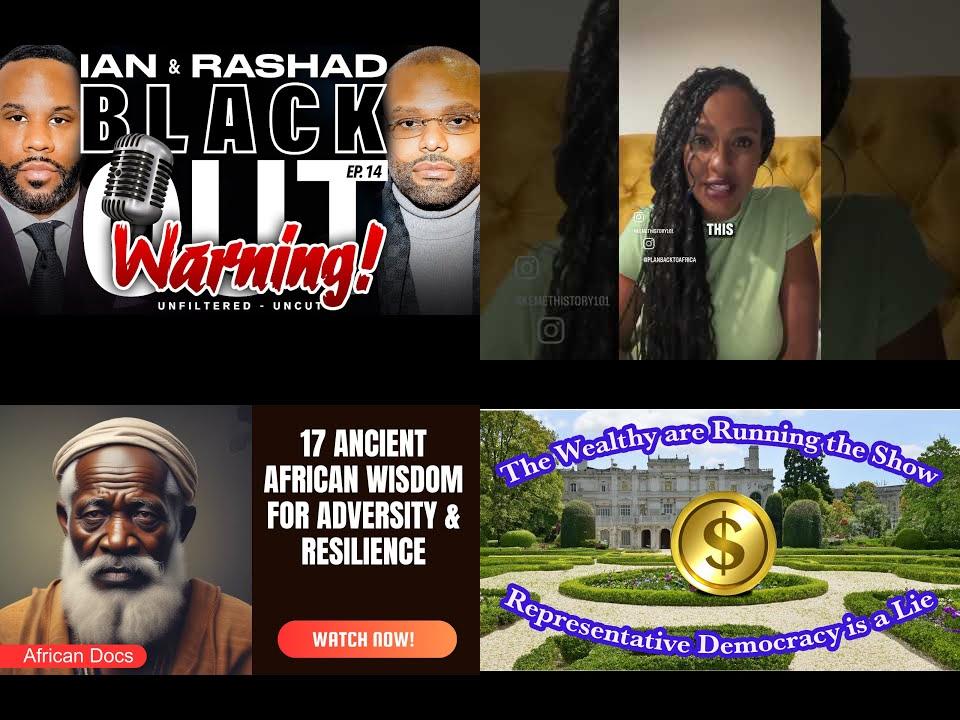 IAN & RASHAD
BLACK
OUT
EP. 14
Warning!
UNFILTERED - UNCUT
THIS
@KEMETHISTORY101
@PLANBACKTOAFRICA
KEMETHISTORY101
17 ANCIENT
AFRICAN WISDOM
FOR ADVERSITY &
RESILIENCE
WATCH NOW!
African Docs
The Wealthy are Running the Show
$
Representative Democracy is a Lie